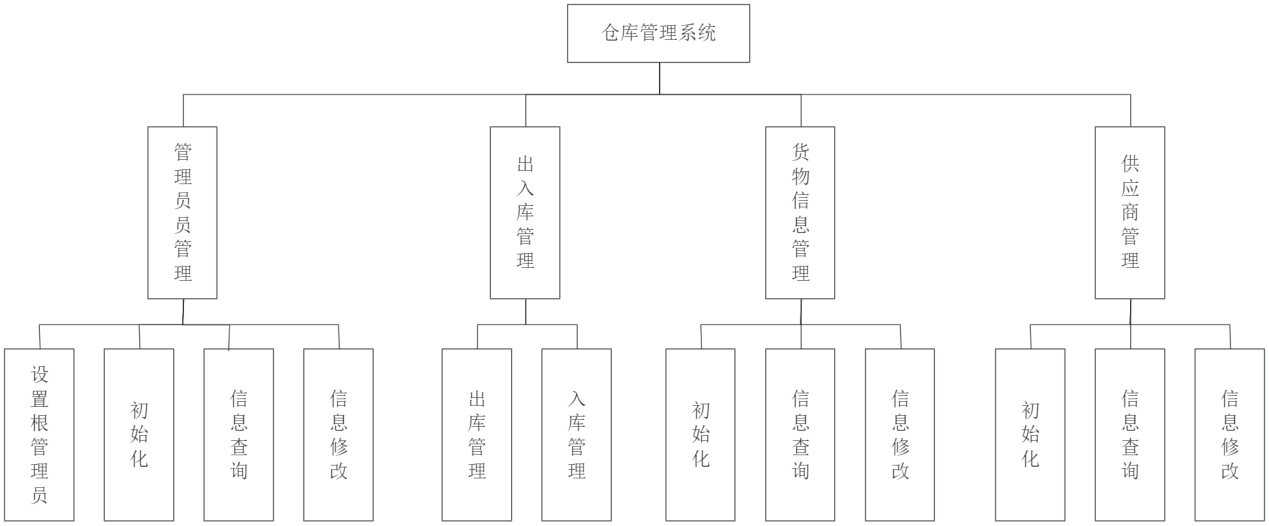 仓库管理系统
管理员员管理
出入库管理
货物信息管理
供应商管理
设置根管理员
初始化
信息查询
信息修改
出库管理
入库管理
初始化
信息查询
信息修改
初始化
信息查询
信息修改